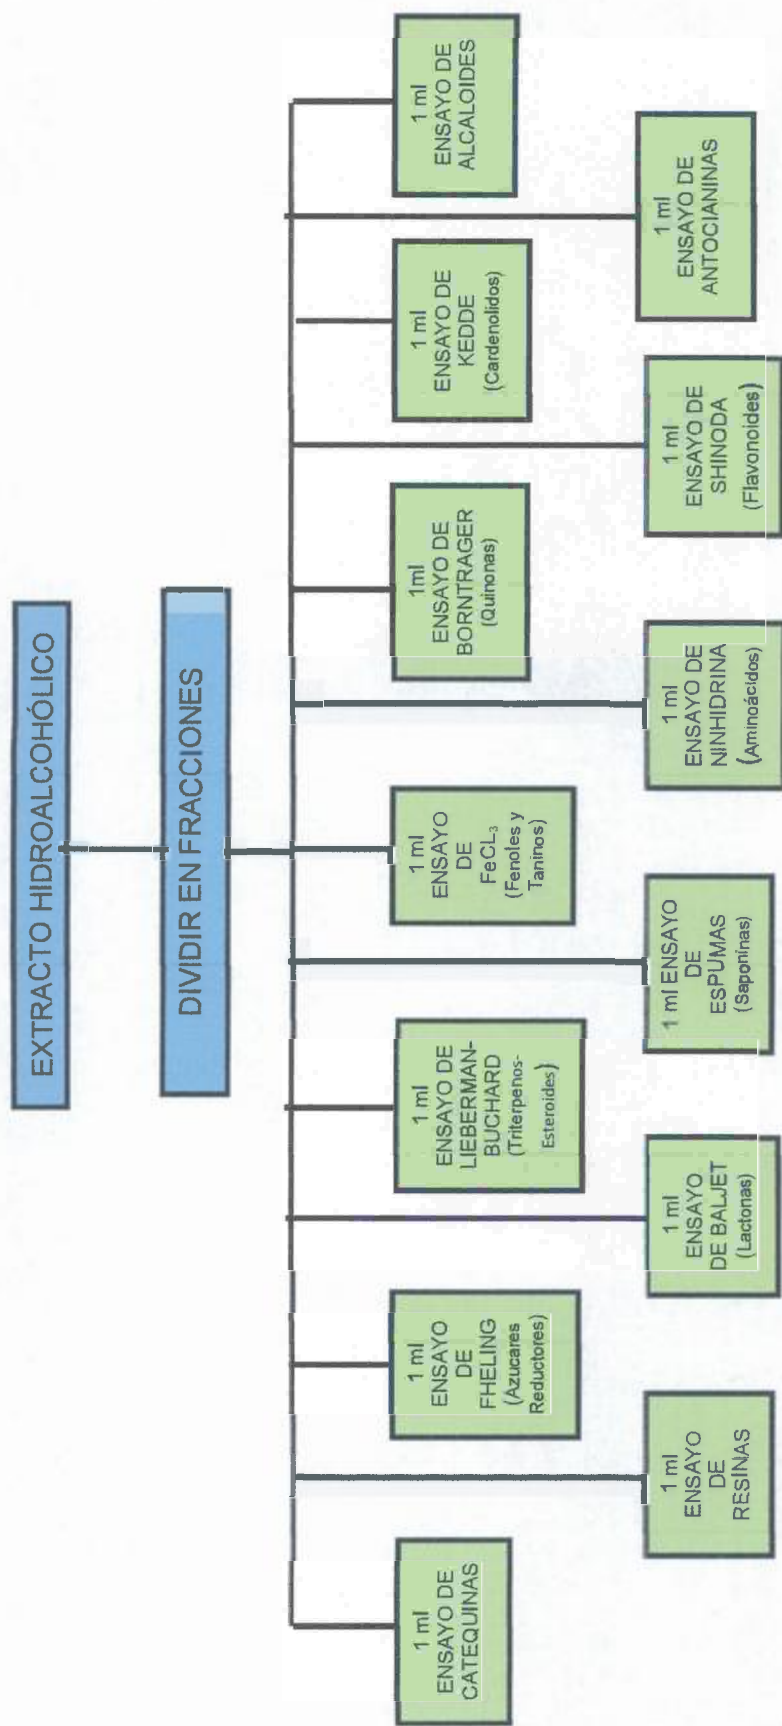 EXTRACTO HIDROALCOHÓLICO
DIVIDIR EN FRACCIONES
1 ml
ENSAYO DE
CATEQUINAS
1 ml
ENSAYO
DE
FHELING
(Azucares
Reductores)
1 ml
ENSAYO DE
LIEBERMAN-
BUCHARD
(Triterpenos-
Esteroides)
1 ml
ENSAYO
DE
FeCL₃
(Fenoles y
Taninos)
1ml
ENSAYO DE
BORNTRAGER
(Quinonas)
1 ml
ENSAYO DE
KEDDE
(Cardenolidos)
1 ml
ENSAYO DE
ALCALOIDES
1 ml
ENSAYO
DE
RESINAS
1 ml
ENSAYO
DE BALJET
(Lactonas)
1 ml ENSAYO
DE
ESPUMAS
(Saponinas)
1 ml
ENSAYO DE
NINHIDRINA
(Aminoácidos)
1 ml
ENSAYO DE
SHINODA
(Flavonoides)
1 ml
ENSAYO DE
ANTOCIANINAS